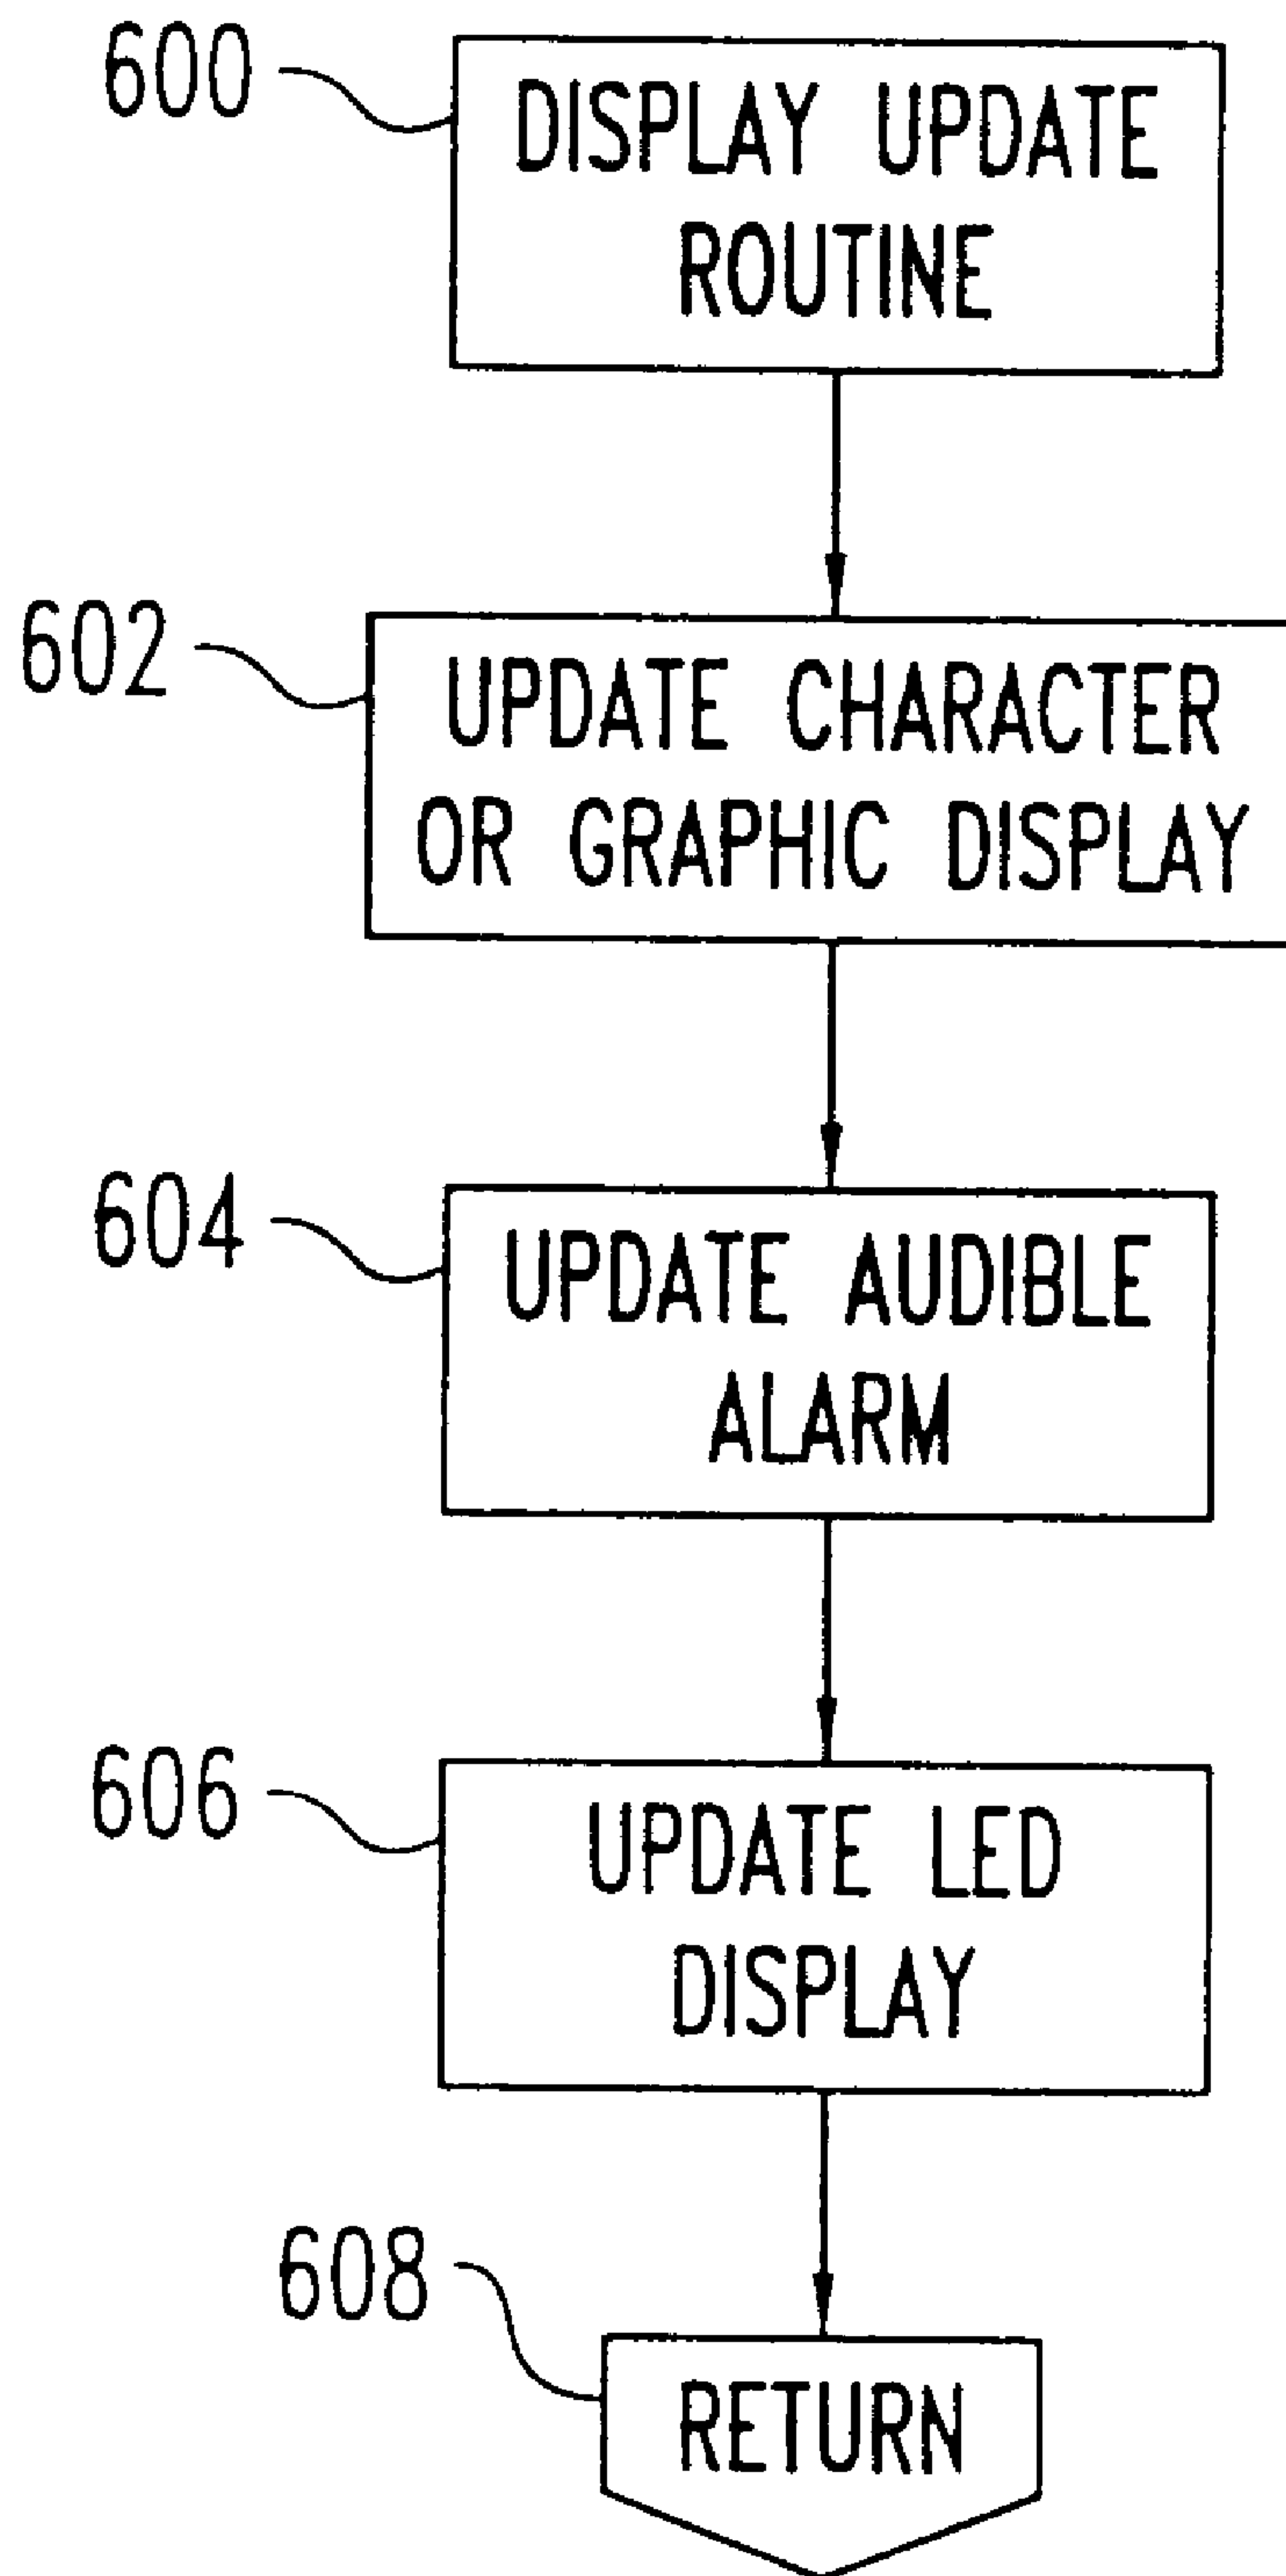 600
DISPLAY UPDATE
ROUTINE
602
UPDATE CHARACTER
OR GRAPHIC DISPLAY
604
UPDATE AUDIBLE
ALARM
606
UPDATE LED
DISPLAY
608
RETURN